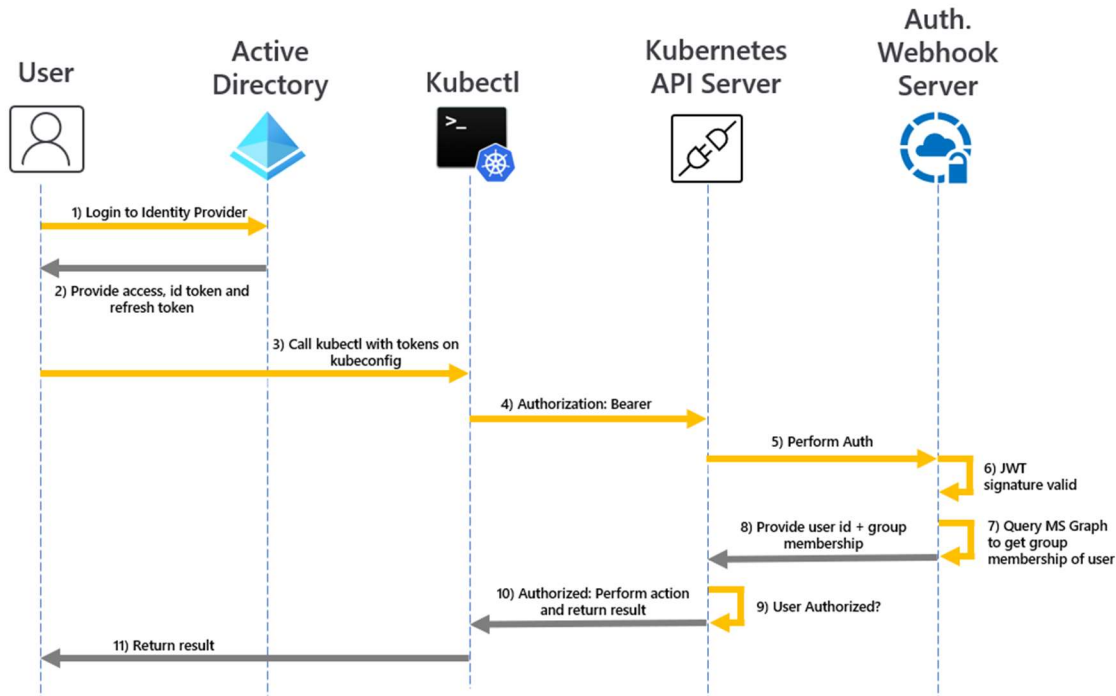 User
Active
Directory
Kubectl
Kubernetes
API Server
Auth.
Webhook
Server
>_
1) Login to Identity Provider
2) Provide access, id token and
refresh token
3) Call kubectl with tokens on
kubeconfig
4) Authorization: Bearer
5) Perform Auth
6) JWT
signature valid
7) Query MS Graph
to get group
membership of user
8) Provide user id + group
membership
9) User Authorized?
10) Authorized: Perform action
and return result
11) Return result